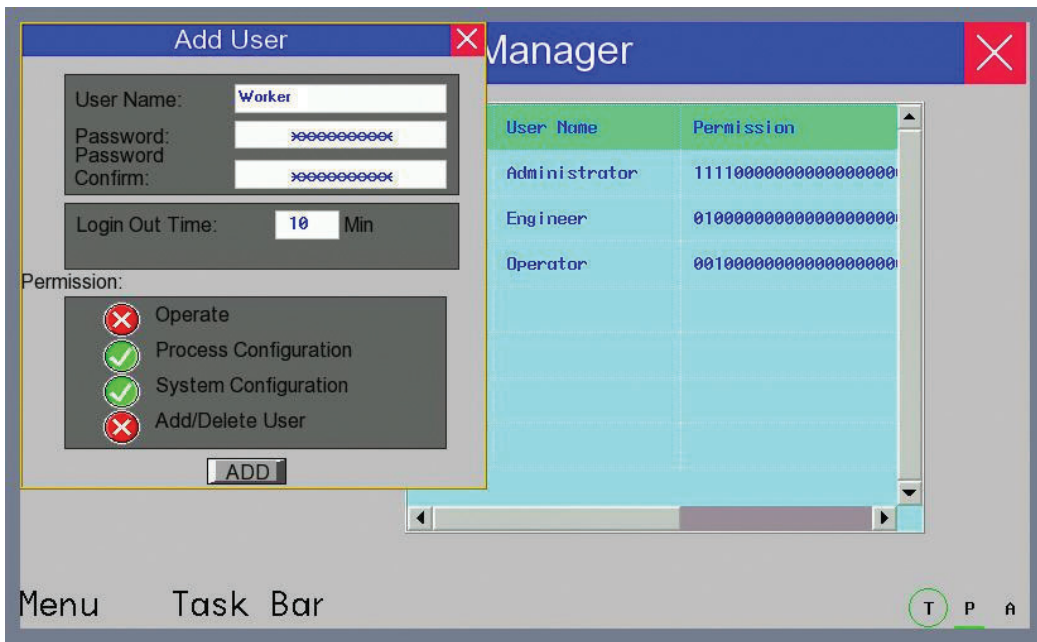 Add User
Manager
User Name:
Worker
Password:
Password
Confirm:
Login Out Time:
10
Min
Permission:
Operate
Process Configuration
System Configuration
Add/Delete User
ADD
User Name Permission
Administrator
Engineer
Operator
Menu Task Bar
T P A